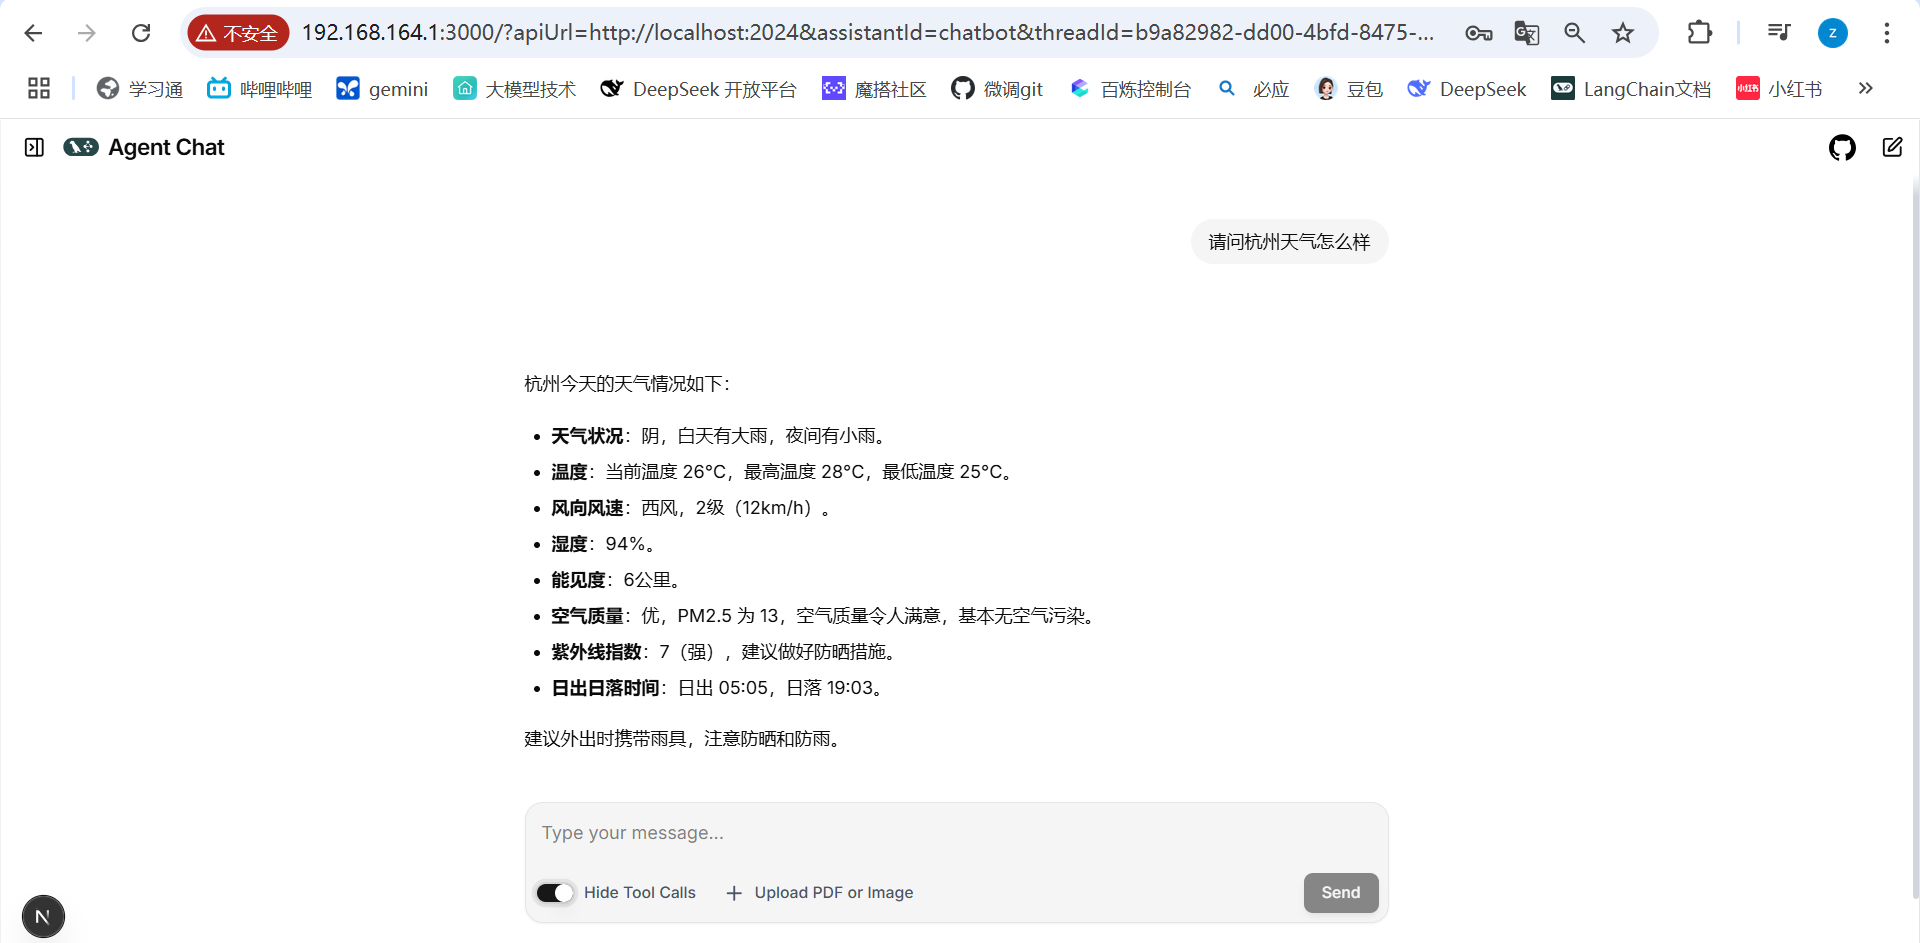 不安全 192.168.164.1:3000/?apiUrl=http://localhost:2024&assistantId=chatbot&threadId=b9a82982-dd00-4bfd-8475-... z
学习通 哔哩哔哩 gemini 大模型技术 DeepSeek 开放平台 魔搭社区 微调git 百炼控制台 必应 豆包 DeepSeek LangChain文档 小红书 小红书
Agent Chat
请问杭州天气怎么样
杭州今天的天气情况如下：
• 天气状况：阴，白天有大雨，夜间有小雨。
• 温度：当前温度 26°C，最高温度 28°C，最低温度 25°C。
• 风向风速：西风，2级（12km/h）。
• 湿度：94%。
• 能见度：6公里。
• 空气质量：优，PM2.5 为 13，空气质量令人满意，基本无空气污染。
• 紫外线指数：7（强），建议做好防晒措施。
• 日出日落时间：日出 05:05，日落 19:03。
建议外出时携带雨具，注意防晒和防雨。
Type your message...
Hide Tool Calls + Upload PDF or Image Send
N